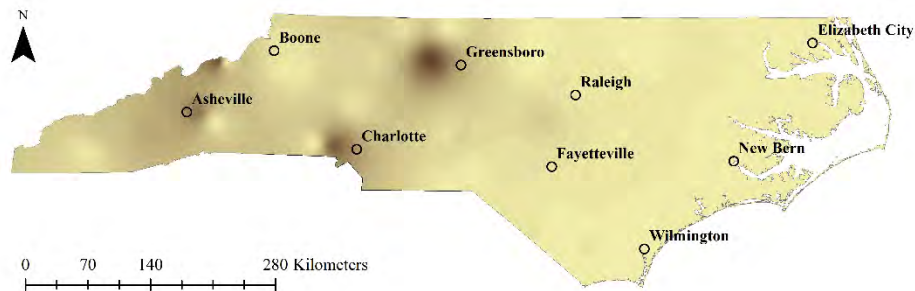 N
Boone
Elizabeth City
Greensboro
Raleigh
Asheville
Charlotte
Fayetteville
New Bern
Wilmington
0 70 140 280 Kilometers